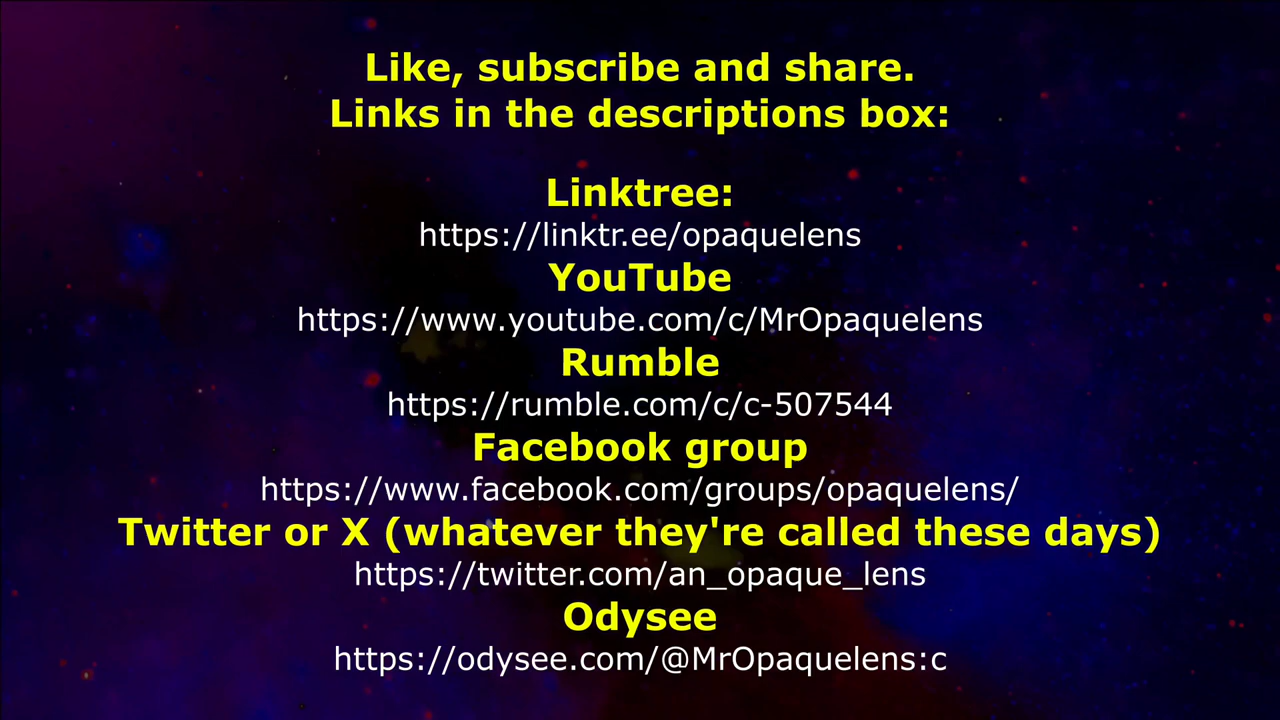 Like, subscribe and share.
Links in the descriptions box:
Linktree:
https://linktr.ee/opaquelens
YouTube
https://www.youtube.com/c/MrOpaquelens
Rumble
https://rumble.com/c/c-507544
Facebook group
https://www.facebook.com/groups/opaquelens/
Twitter or X (whatever they're called these days)
https://twitter.com/an_opaque_lens
Odysee
https://odysee.com/@MrOpaquelens:c